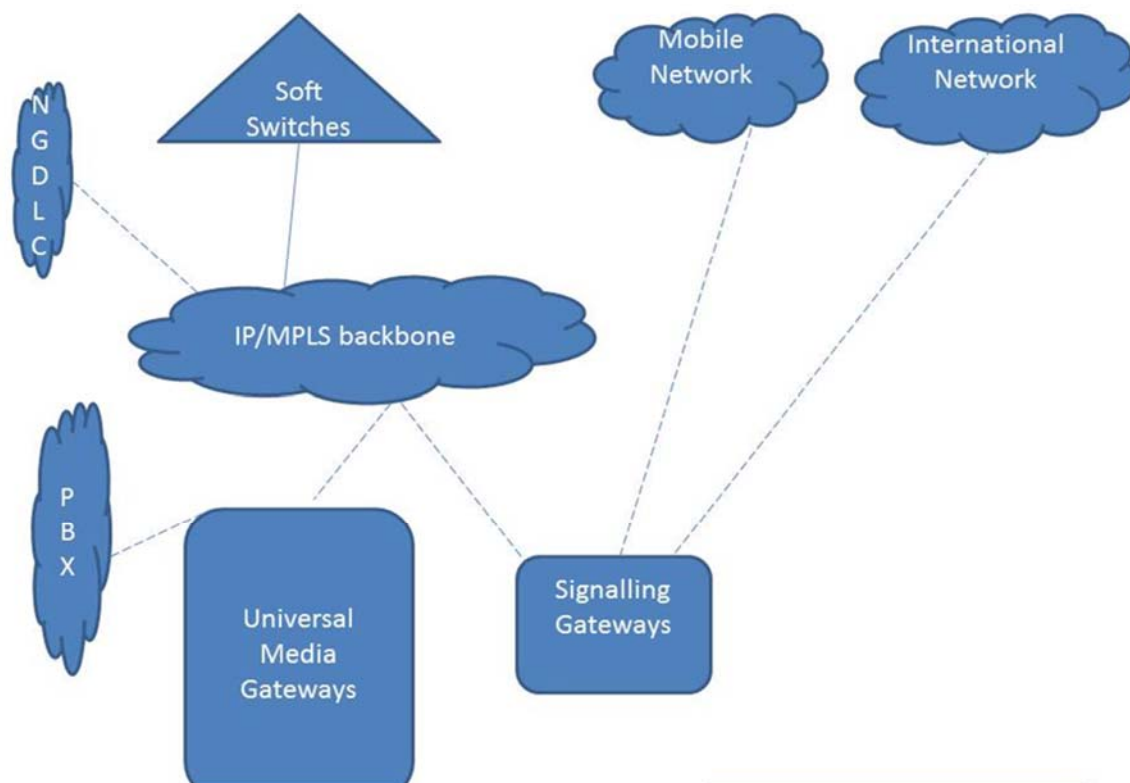 Soft
Switches
Mobile
Network
International
Network
N
G
D
L
C
IP/MPLS backbone
P
B
X
Universal
Media
Gateways
Signalling
Gateways